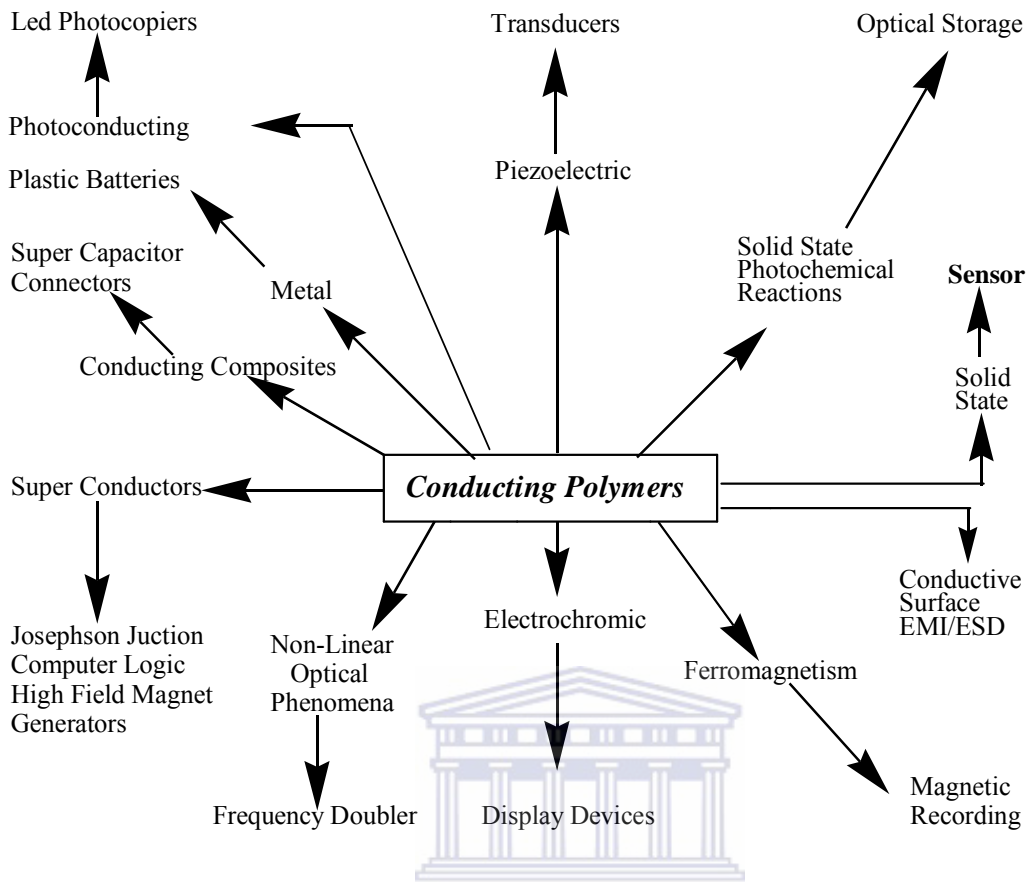 Led Photocopiers
Transducers
Optical Storage
Photoconducting
Piezoelectric
Plastic Batteries
Solid State
Photochemical
Reactions
Super Capacitor
Connectors
Metal
Sensor
Conducting Composites
Solid
State
Super Conductors
Conducting Polymers
Conductive
Surface
EMI/ESD
Josephson Juction
Computer Logic
High Field Magnet
Generators
Non-Linear
Optical
Phenomena
Electrochromic
Ferromagnetism
Frequency Doubler
Display Devices
Magnetic
Recording